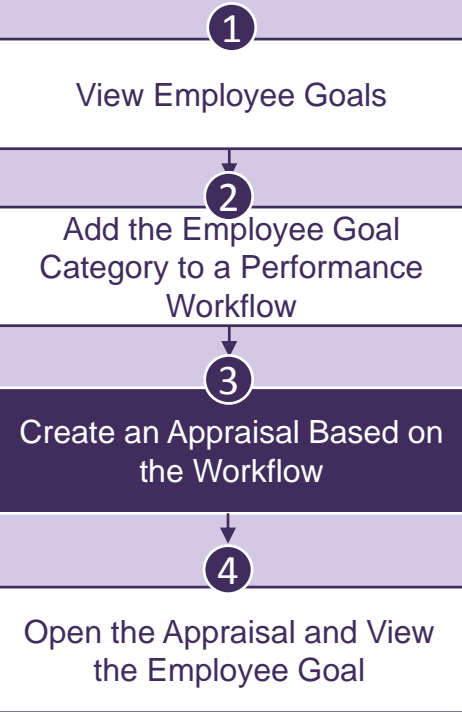 1
View Employee Goals
2
Add the Employee Goal
Category to a Performance
Workflow
3
Create an Appraisal Based on
the Workflow
4
Open the Appraisal and View
the Employee Goal